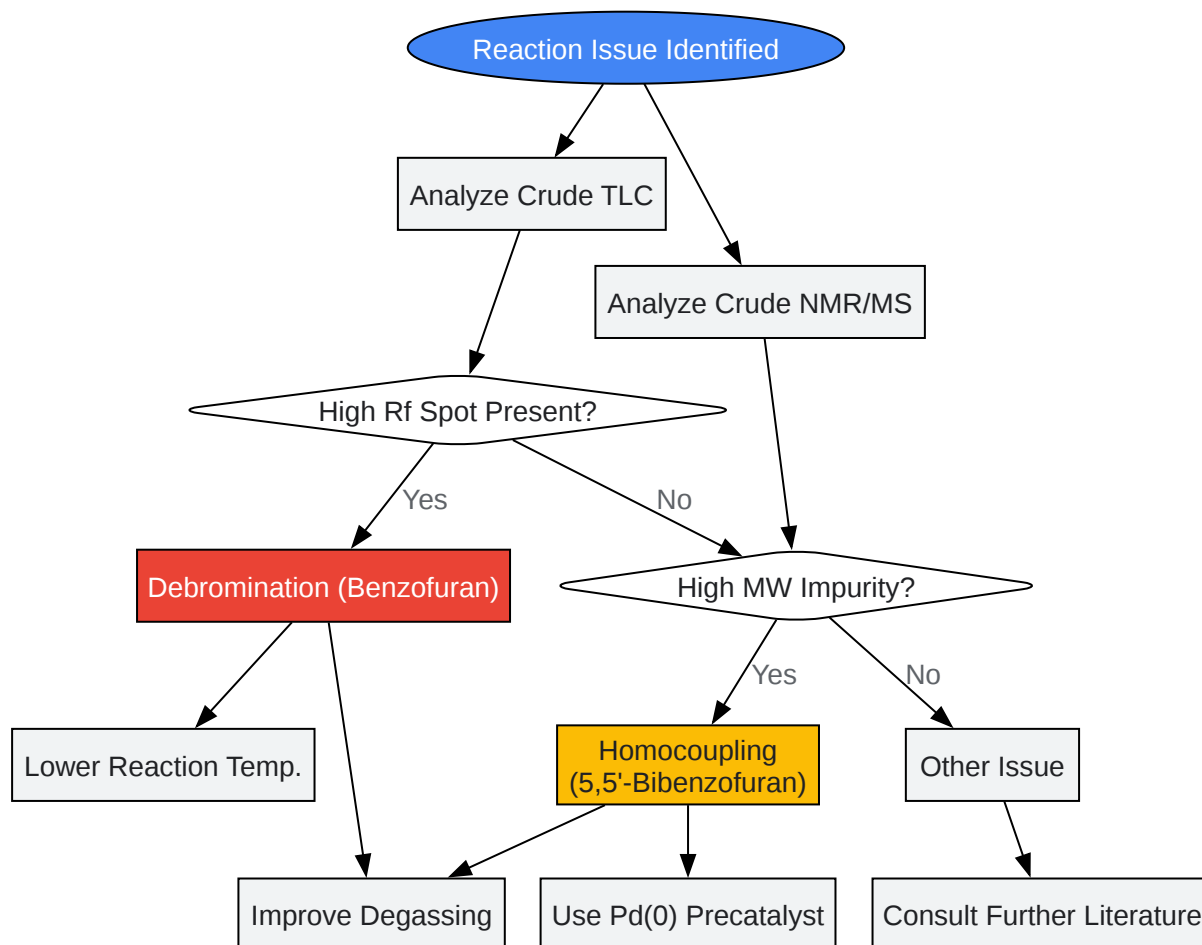 Reaction Issue Identified
Analyze Crude TLC
Analyze Crude NMR/MS
High Rf Spot Present?
Yes
No
Debromination (Benzofuran)
High MW Impurity?
Yes
No
Lower Reaction Temp.
Homocoupling
(5,5'-Bibenzofuran)
Other Issue
Improve Degassing
Use Pd(0) Precatalyst
Consult Further Literature